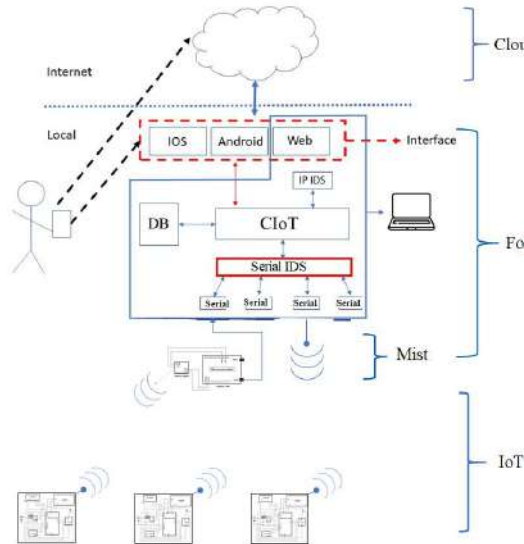 Clou
Internet
Local
IOS
Android
Web
Interface
IP IDS
DB
CIoT
Fo
Serial IDS
Serial
Serial
Serial
Serial
Mist
IoT